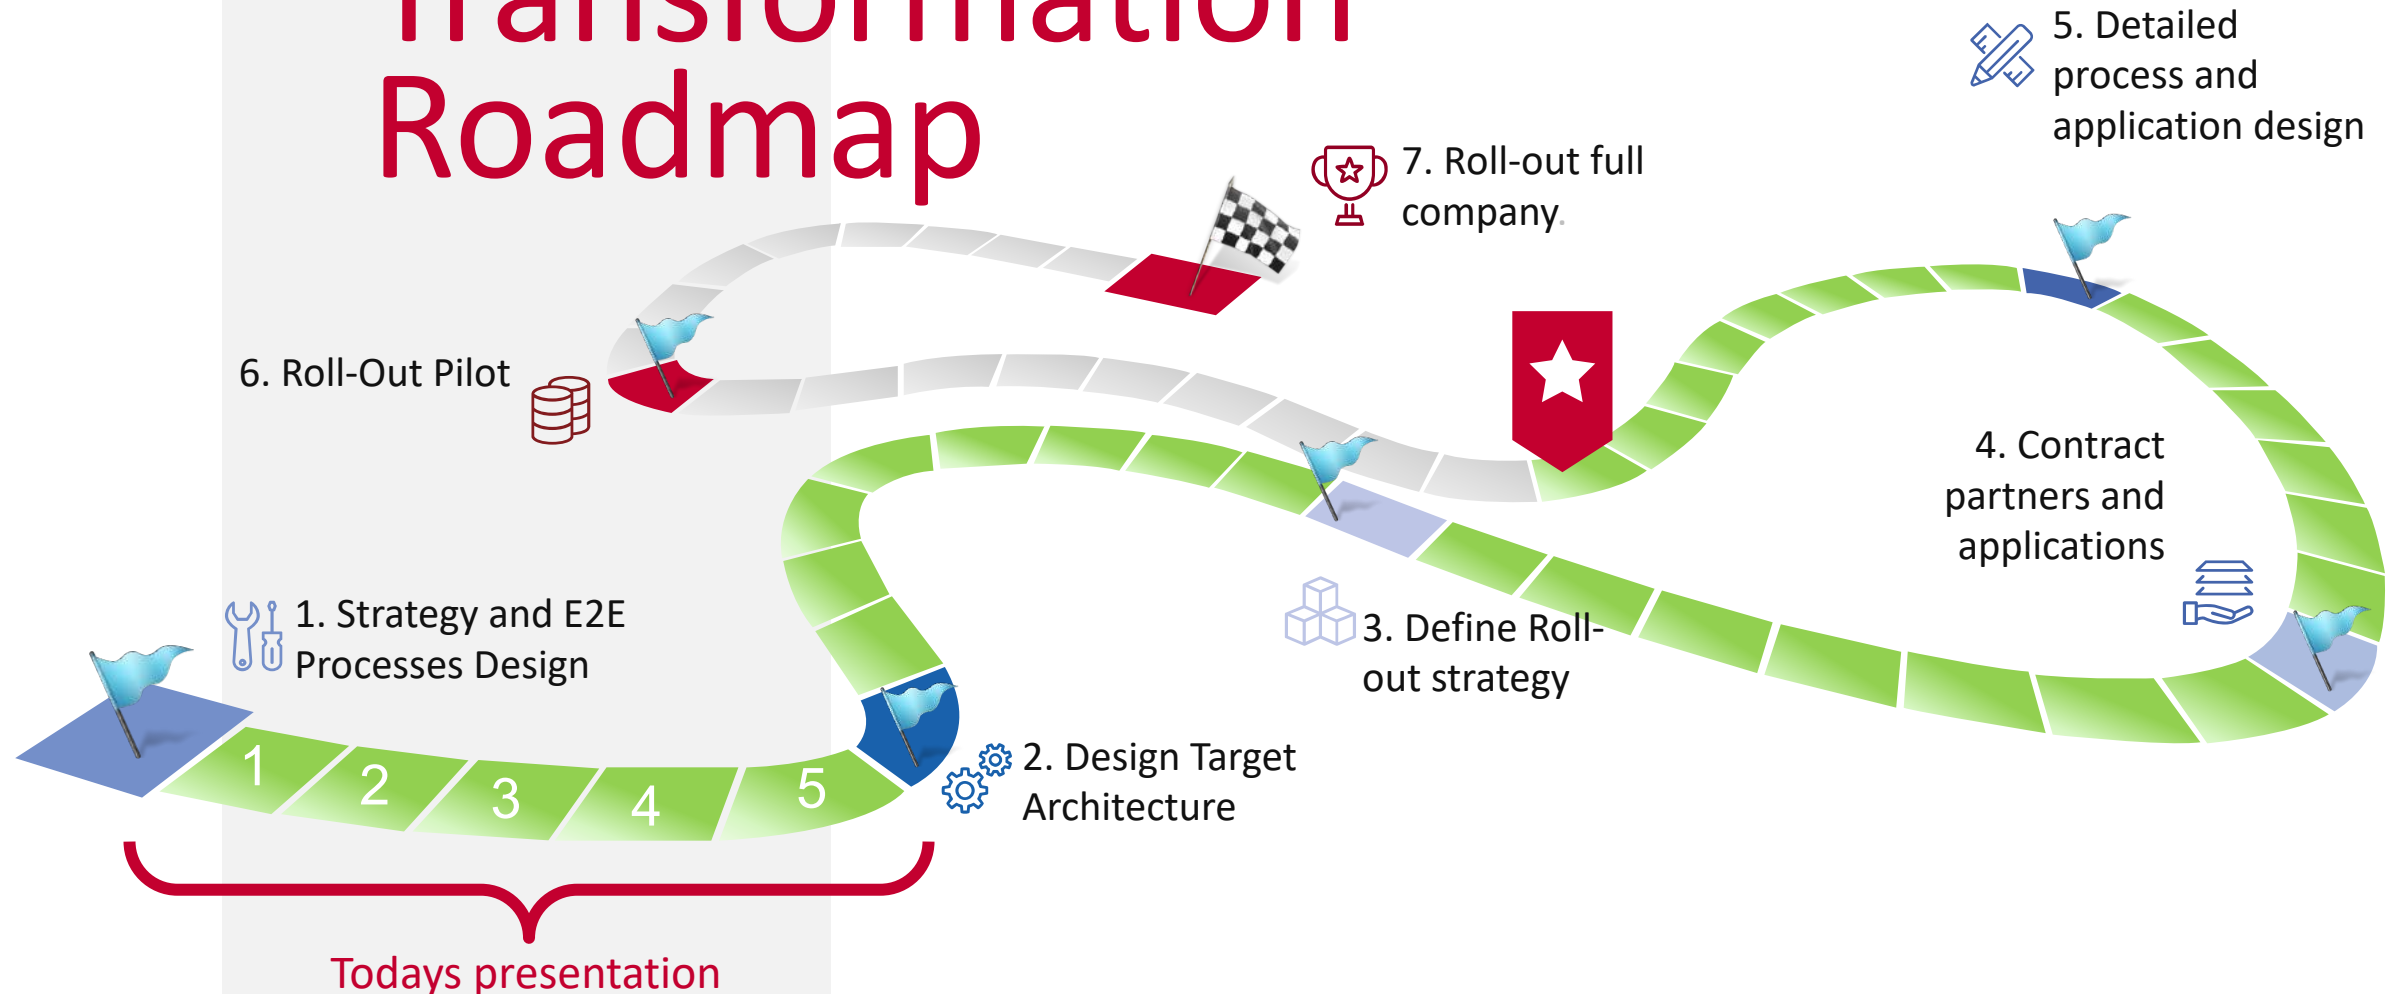 Transformation
Roadmap
5. Detailed
process and
application design
7. Roll-out full
company.
6. Roll-Out Pilot
4. Contract
partners and
applications
1. Strategy and E2E
Processes Design
3. Define Roll-
out strategy
2. Design Target
Architecture
1
2
3
4
5
Todays presentation